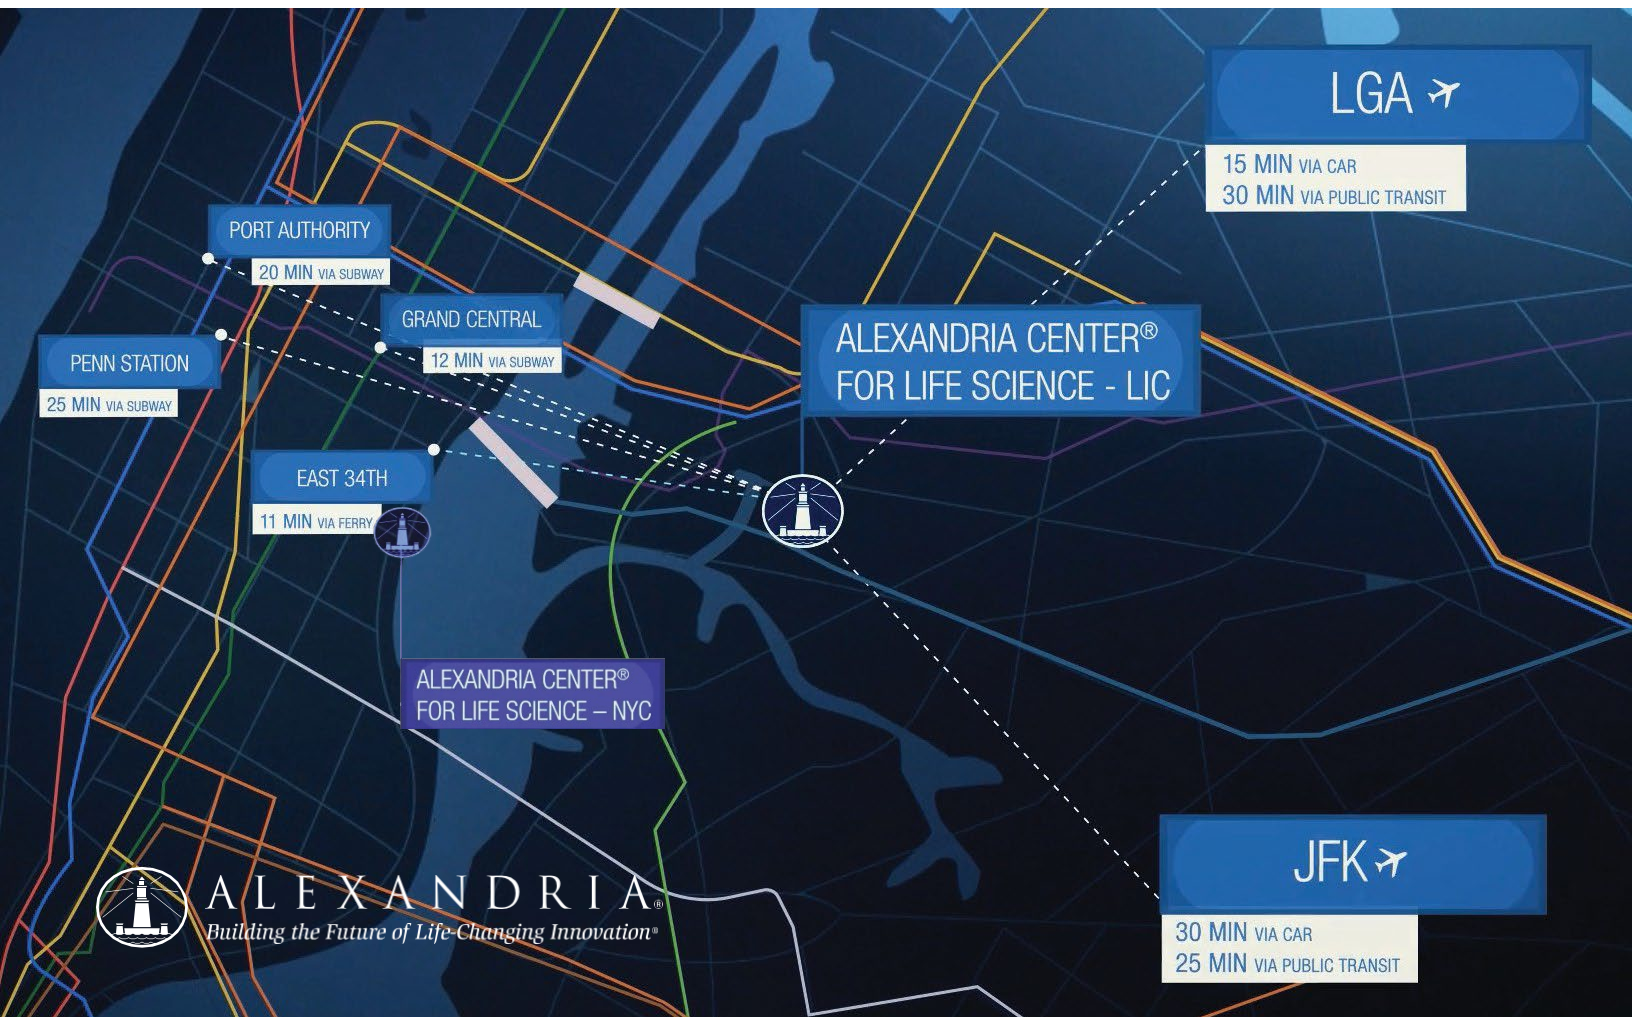 LGA
15 MIN VIA CAR
30 MIN VIA PUBLIC TRANSIT
PORT AUTHORITY
20 MIN VIA SUBWAY
GRAND CENTRAL
12 MIN VIA SUBWAY
PENN STATION
25 MIN VIA SUBWAY
ALEXANDRIA CENTER®
FOR LIFE SCIENCE - LIC
EAST 34TH
11 MIN VIA FERRY
ALEXANDRIA CENTER®
FOR LIFE SCIENCE – NYC
JFK
30 MIN VIA CAR
25 MIN VIA PUBLIC TRANSIT
ALEXANDRIA®
Building the Future of Life-Changing Innovation®